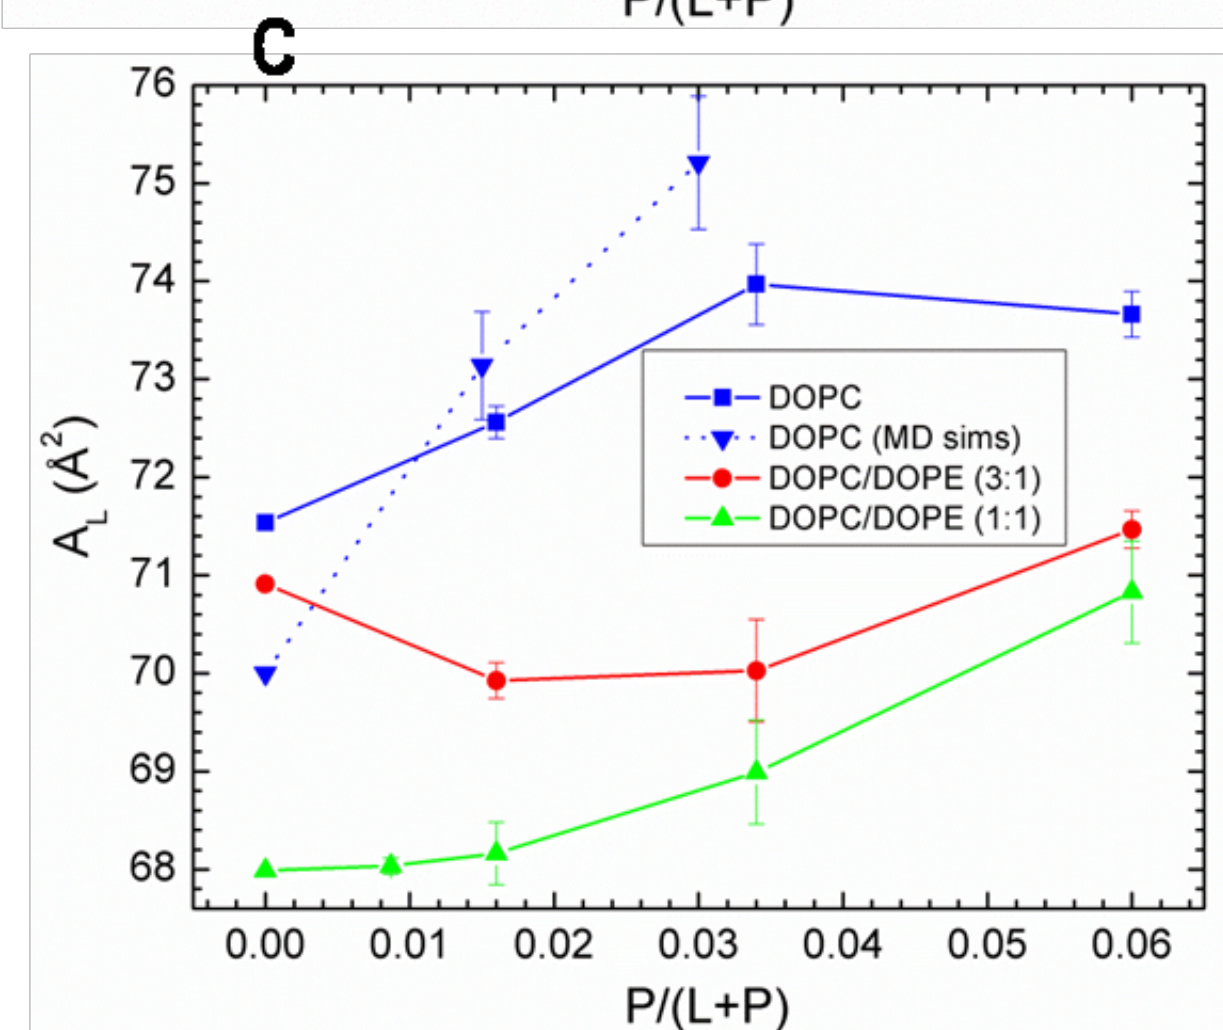 P/(L+P)
C
76
75
74
73
72
71
70
69
68
A_L (Å²)
DOPC
DOPC (MD sims)
DOPC/DOPE (3:1)
DOPC/DOPE (1:1)
0.00 0.01 0.02 0.03 0.04 0.05 0.06
P/(L+P)